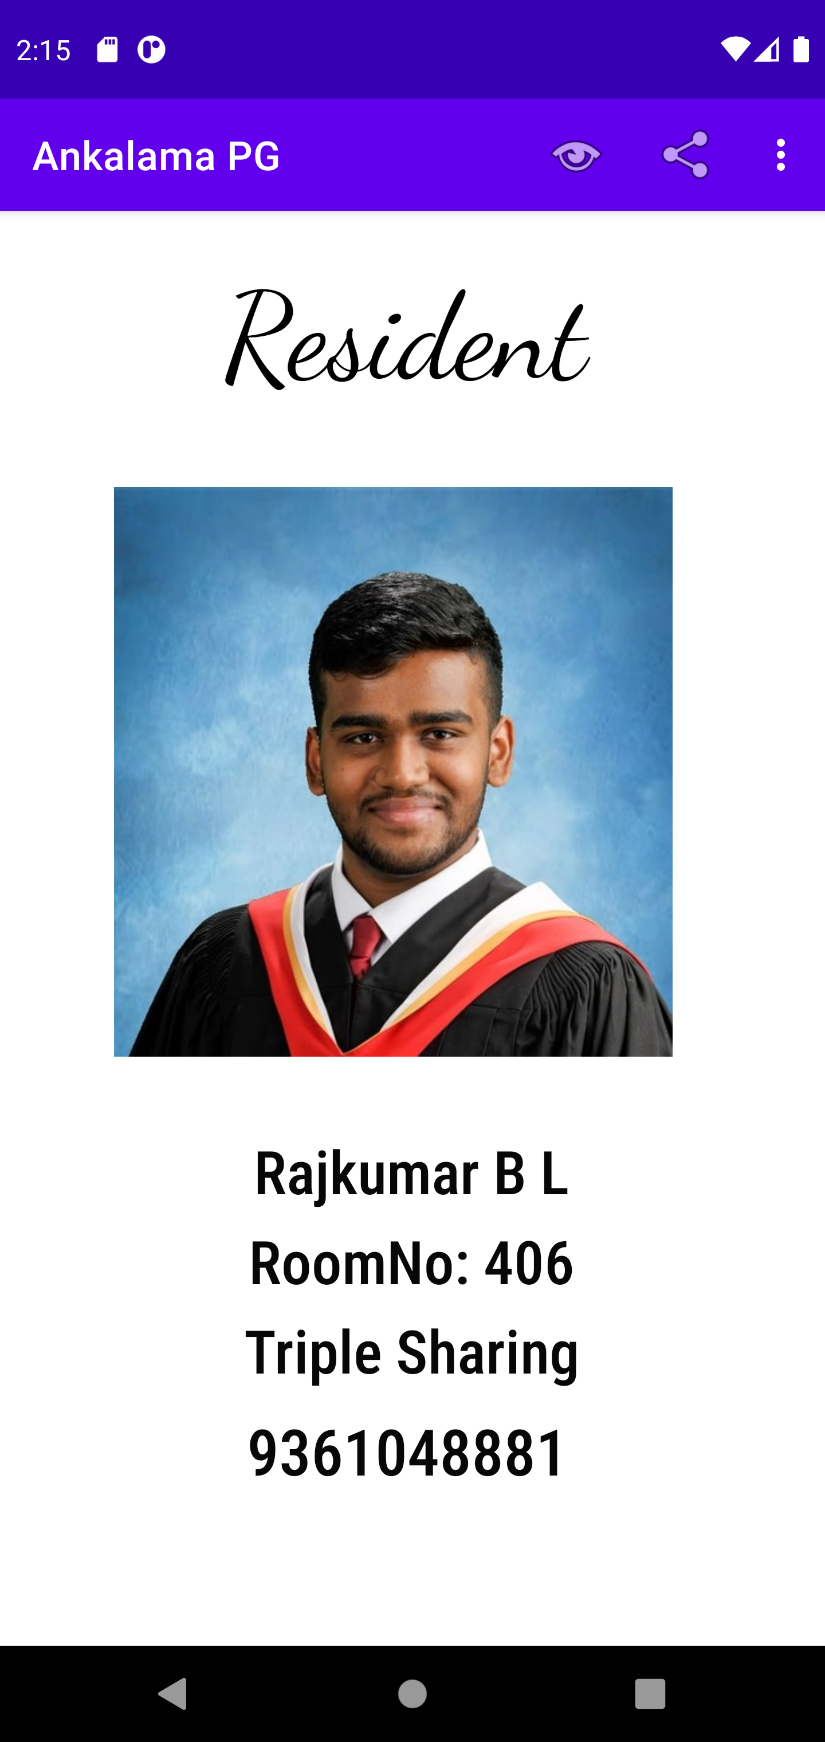 2:15
Ankalama PG
Resident
Rajkumar B L
RoomNo: 406
Triple Sharing
9361048881